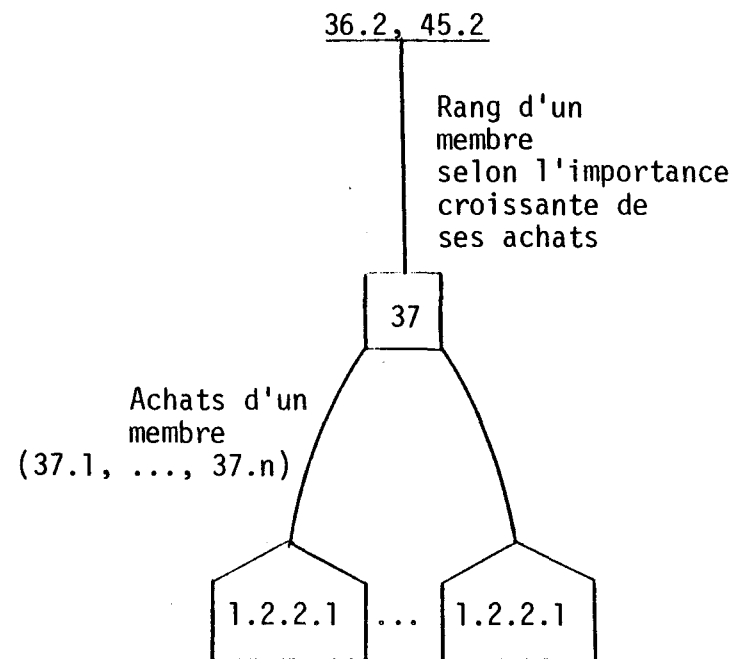 36.2, 45.2
Rang d'un
membre
selon l'importance
croissante de
ses achats
37
Achats d'un
membre
(37.1, ..., 37.n)
1.2.2.1 ... 1.2.2.1